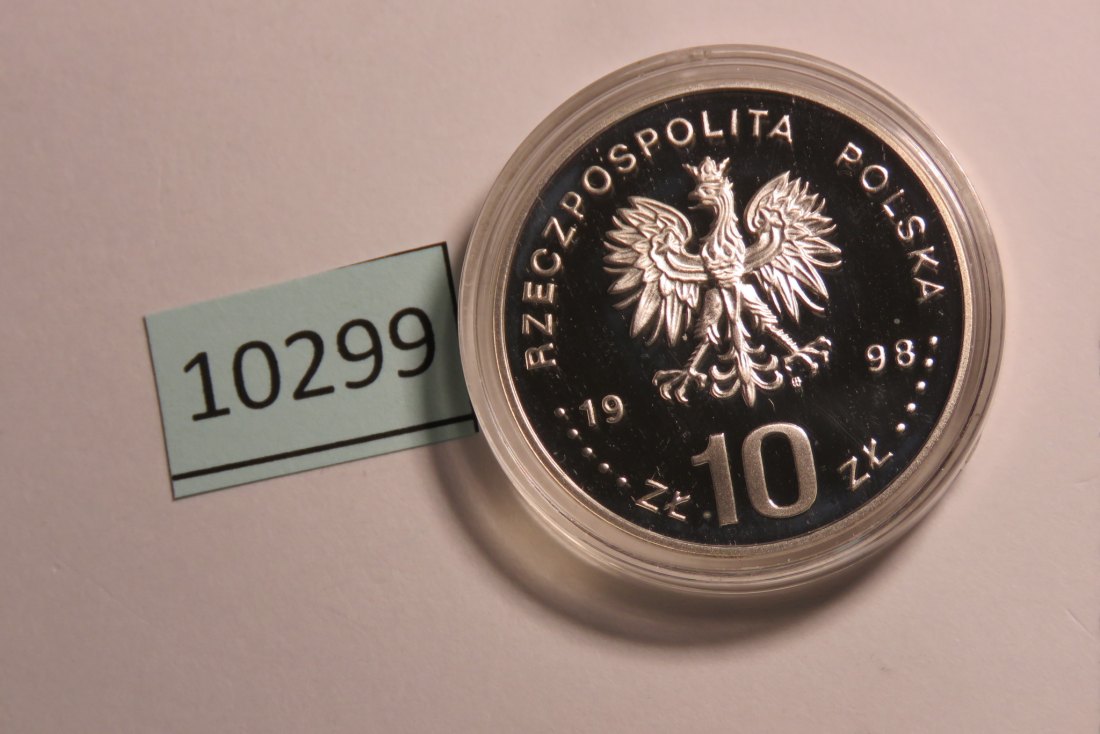 10299
RZECZPOSPOLITA POLSKA
19 98
ZŁ 10 ZŁ